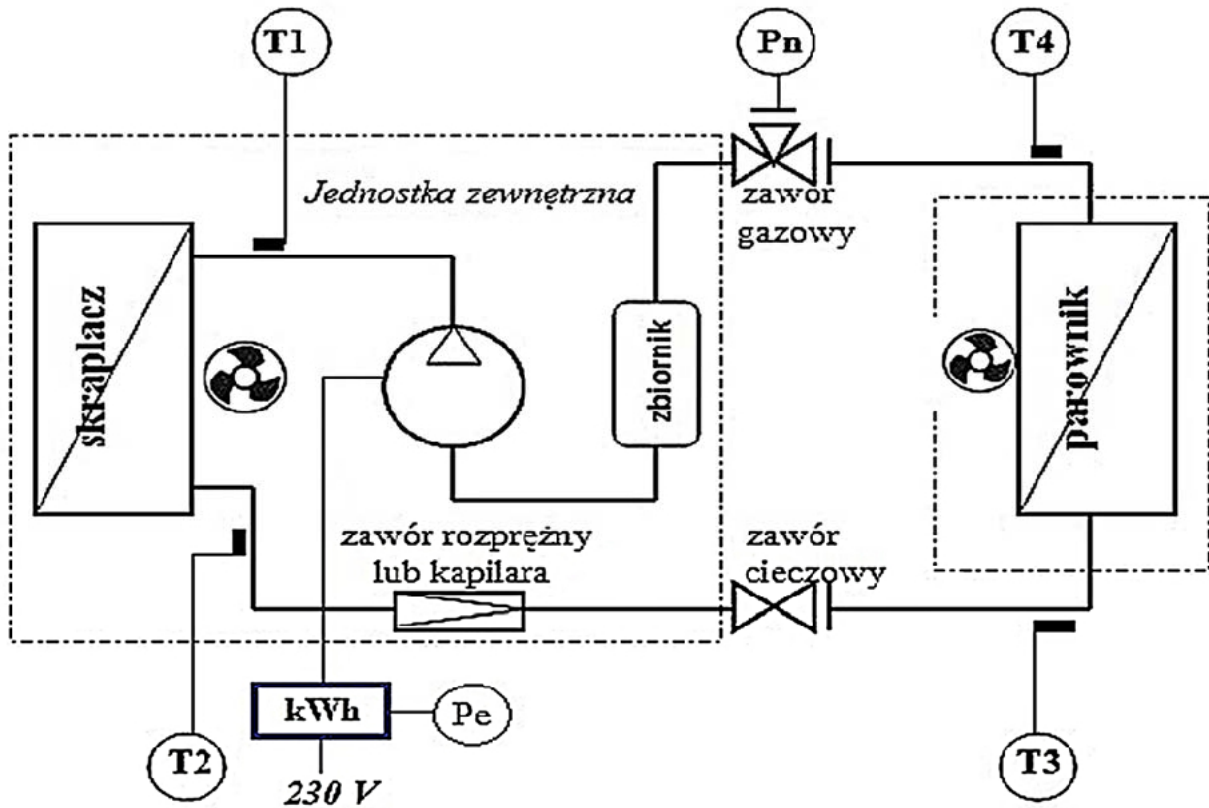 T1
Pn
T4
Jednostka zewnętrzna
zawór
gazowy
skraplacz
zbiornik
parownik
zawór rozprężny
lub kapilara
zawór
cieczowy
kWh
Pe
T2
230 V
T3